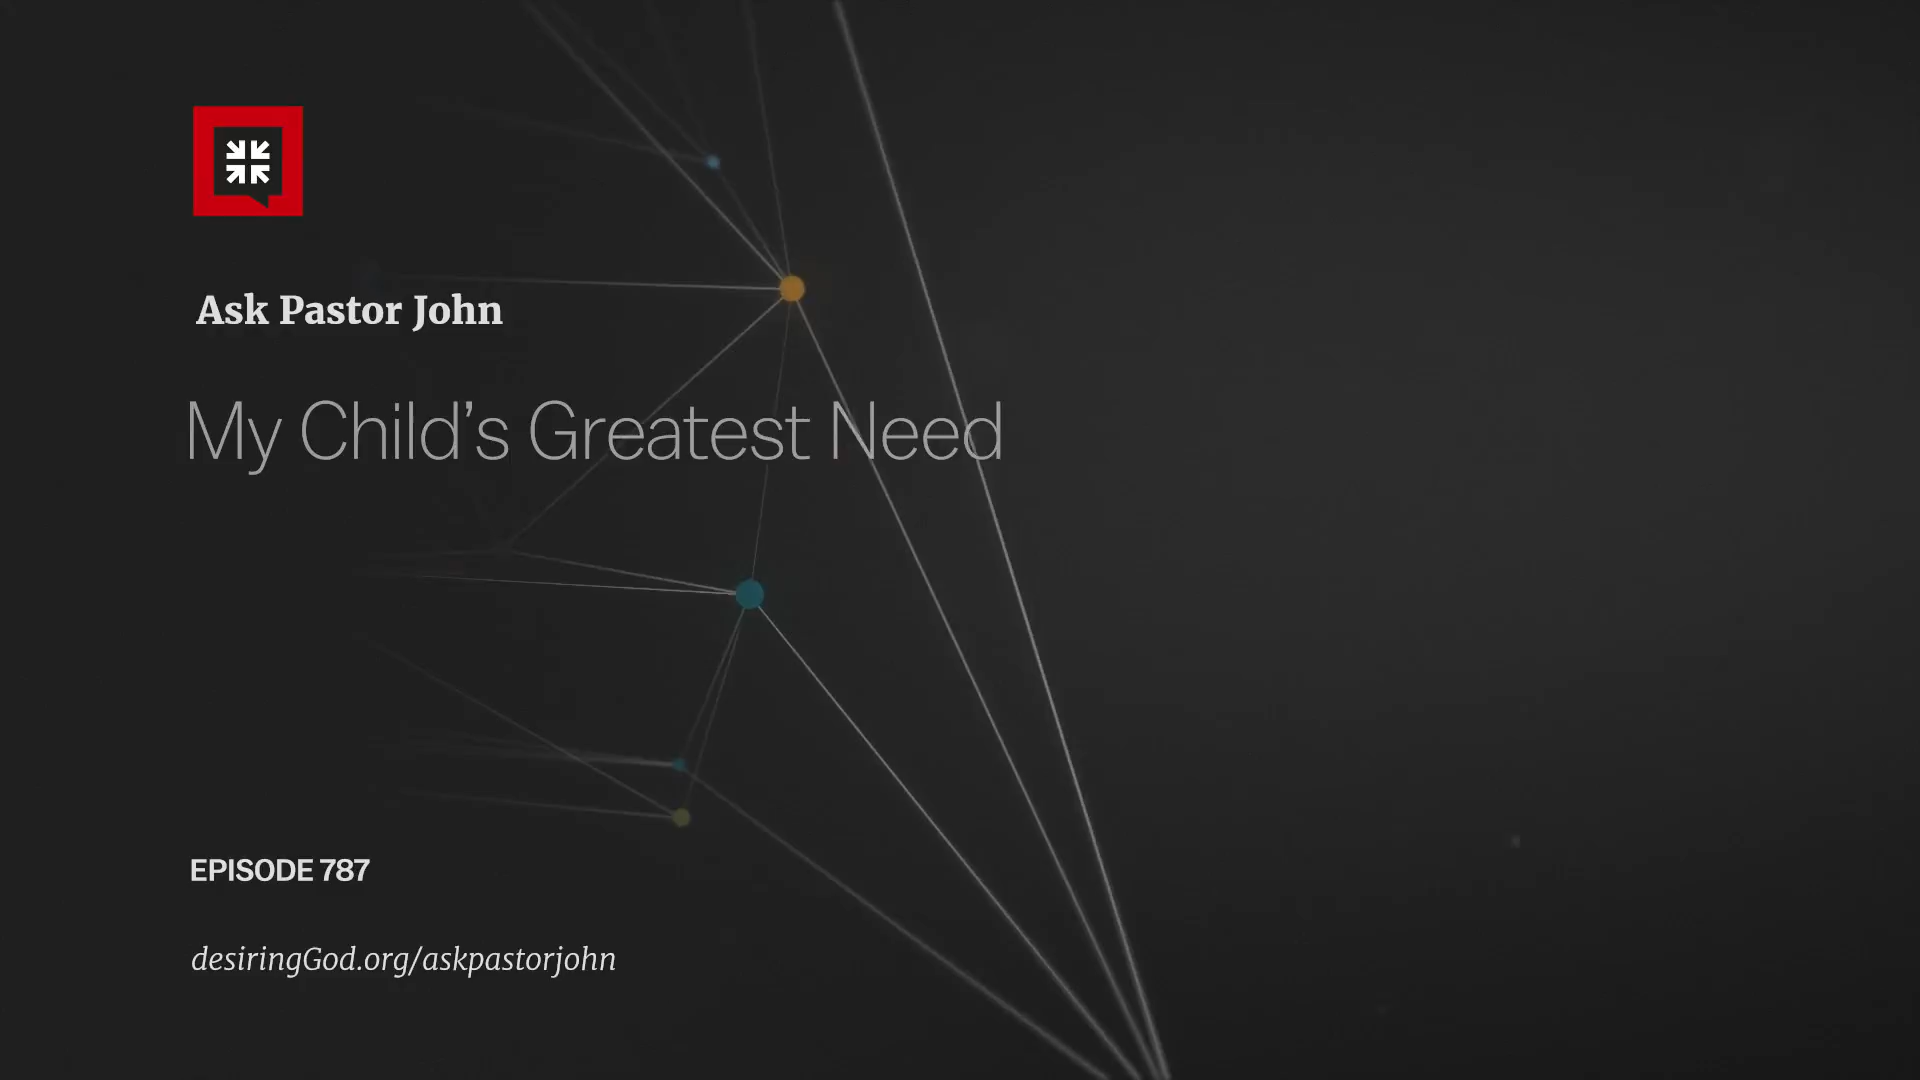 Ask Pastor John
My Child’s Greatest Need
EPISODE 787
desiringGod.org/askpastorjohn